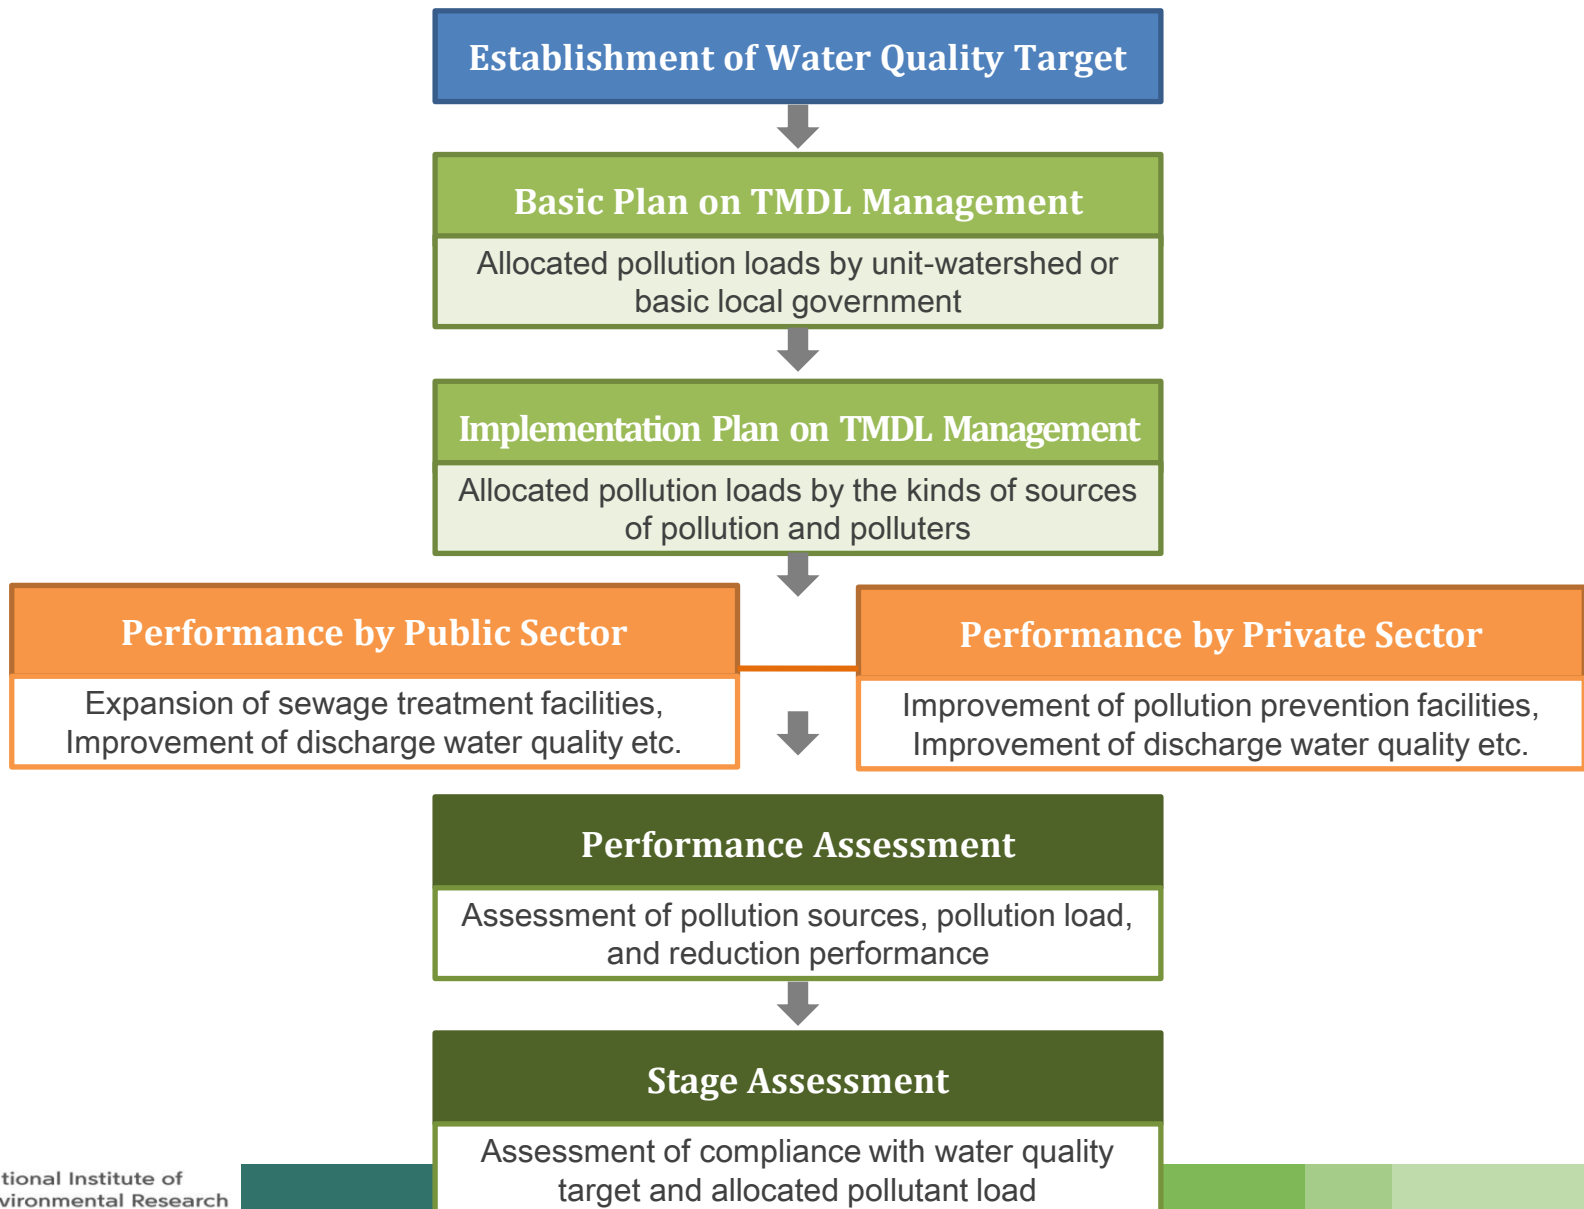 Establishment of Water Quality Target
Basic Plan on TMDL Management
Allocated pollution loads by unit-watershed or
basic local government
Implementation Plan on TMDL Management
Allocated pollution loads by the kinds of sources
of pollution and polluters
Performance by Public Sector
Expansion of sewage treatment facilities,
Improvement of discharge water quality etc.
Performance by Private Sector
Improvement of pollution prevention facilities,
Improvement of discharge water quality etc.
Performance Assessment
Assessment of pollution sources, pollution load,
and reduction performance
Stage Assessment
Assessment of compliance with water quality
target and allocated pollutant load
tional Institute of
vironmental Research